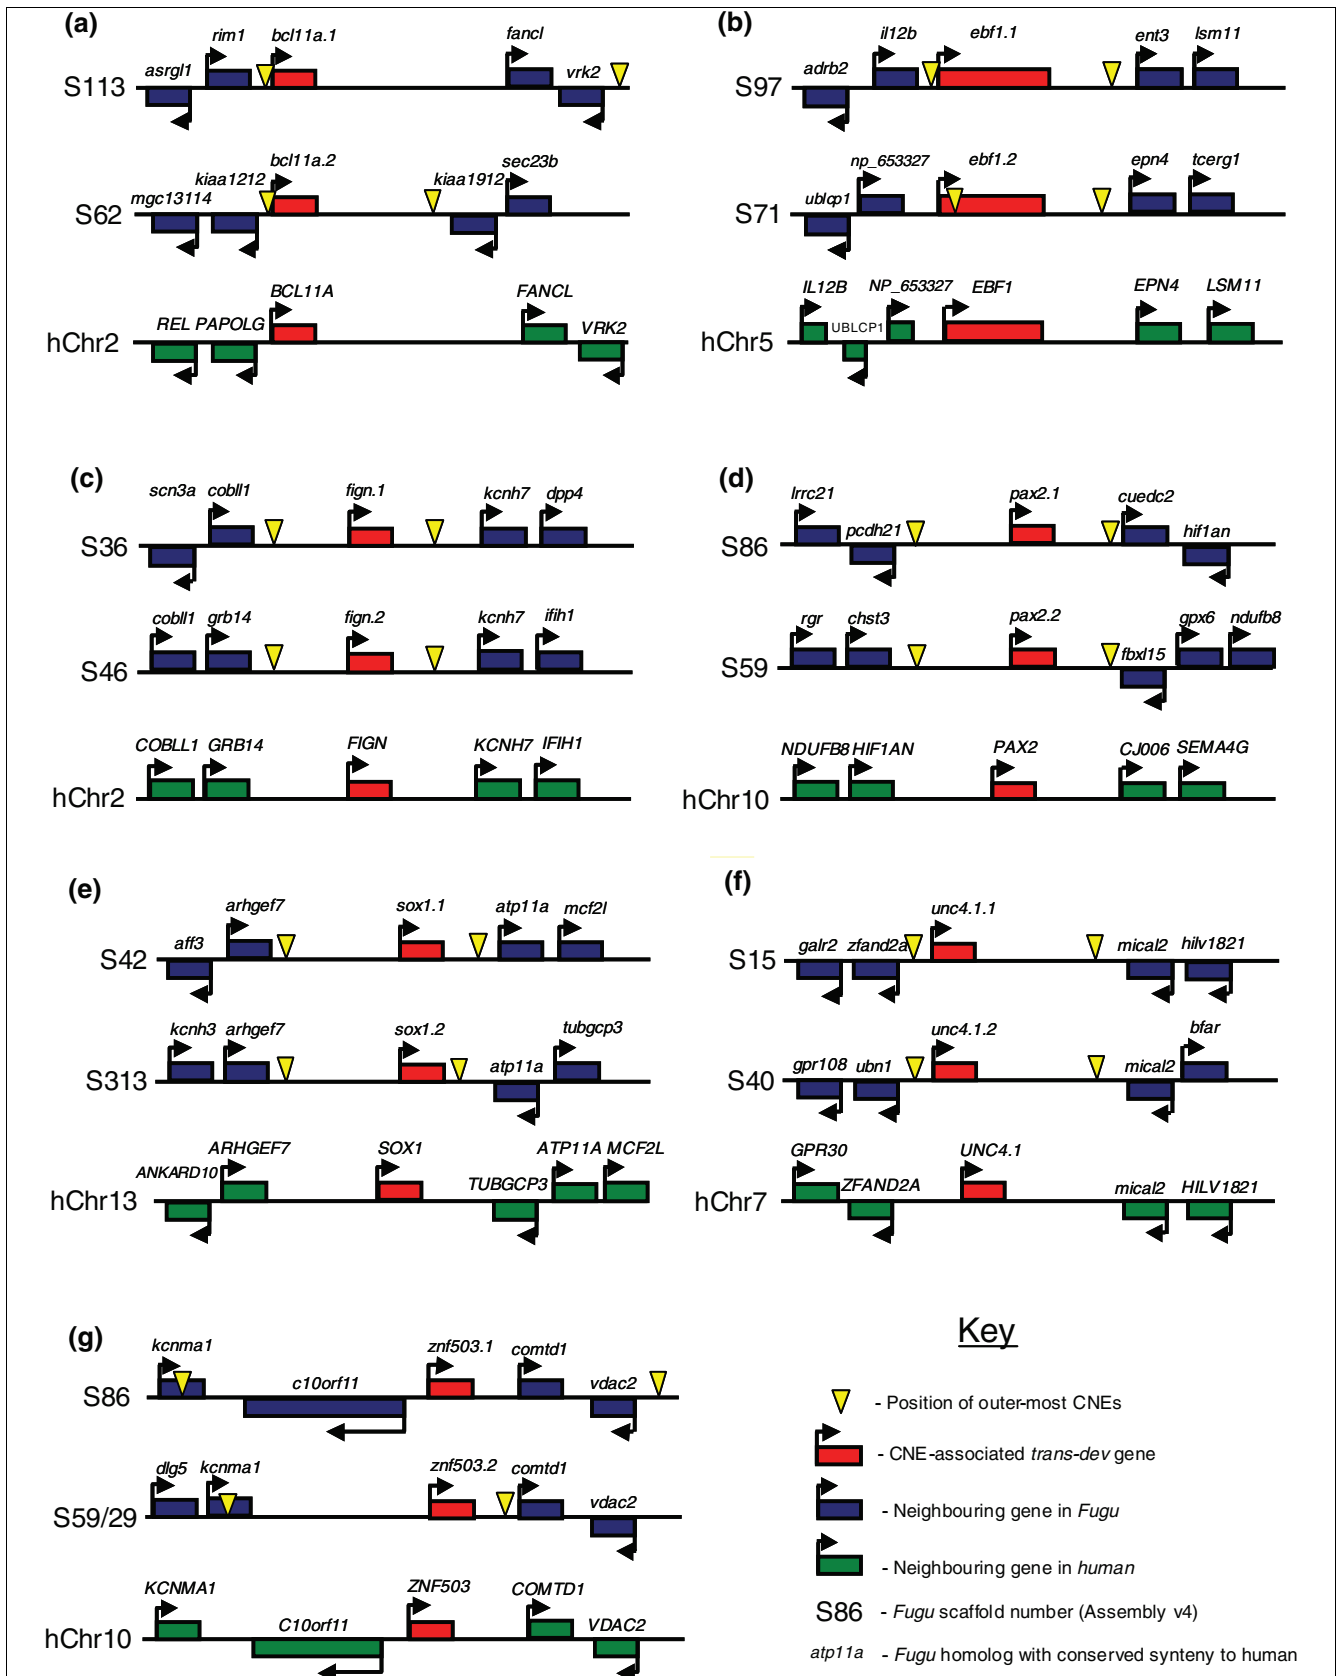 (a)
rim1 bcl11a.1 fancl
asrgl1 vrk2
S113
bcl11a.2
kiaa1212 kiaa1912 sec23b
mgc13114
S62
BCL11A FANCL
REL PAPOLG VRK2
hChr2
(b)
il12b ebf1.1 ent3 lsm11
adrb2
S97
np_653327 ebf1.2 epn4 tcerg1
ublcp1
S71
IL12B NP_653327 EBF1 EPN4 LSM11
UBLCP1
hChr5
(c)
scn3a cobll1 fign.1 kcnh7 dpp4
S36
cobll1 grb14 fign.2 kcnh7 ifih1
S46
COBLL1 GRB14 FIGN KCNH7 IFIH1
hChr2
(d)
lrrc21 pax2.1 cuedc2
pcdh21 hif1an
S86
rgr chst3 pax2.2 gpx6 ndufb8
fbxl15
S59
NDUFB8 HIF1AN PAX2 CJ006 SEMA4G
hChr10
(e)
arhgef7 sox1.1 atp11a mcf2l
aff3
S42
kcnh3 arhgef7 sox1.2 tubgcp3
atp11a
S313
ARHGEF7 SOX1 ATP11A MCF2L
ANKARD10 TUBGCP3
hChr13
(f)
unc4.1.1
galr2 zfand2a mical2 hilv1821
S15
unc4.1.2 bfar
gpr108 ubn1 mical2
S40
GPR30 UNC4.1
ZFAND2A mical2 HILV1821
hChr7
(g)
kcnma1 znf503.1 comtd1
c10orf11 vdac2
S86
dlg5 kcnma1 znf503.2 comtd1
vdac2
S59/29
KCNMA1 ZNF503 COMTD1
C10orf11 VDAC2
hChr10
Key
- Position of outer-most CNEs
- CNE-associated trans-dev gene
- Neighbouring gene in Fugu
- Neighbouring gene in human
S86 - Fugu scaffold number (Assembly v4)
atp11a - Fugu homolog with conserved synteny to human